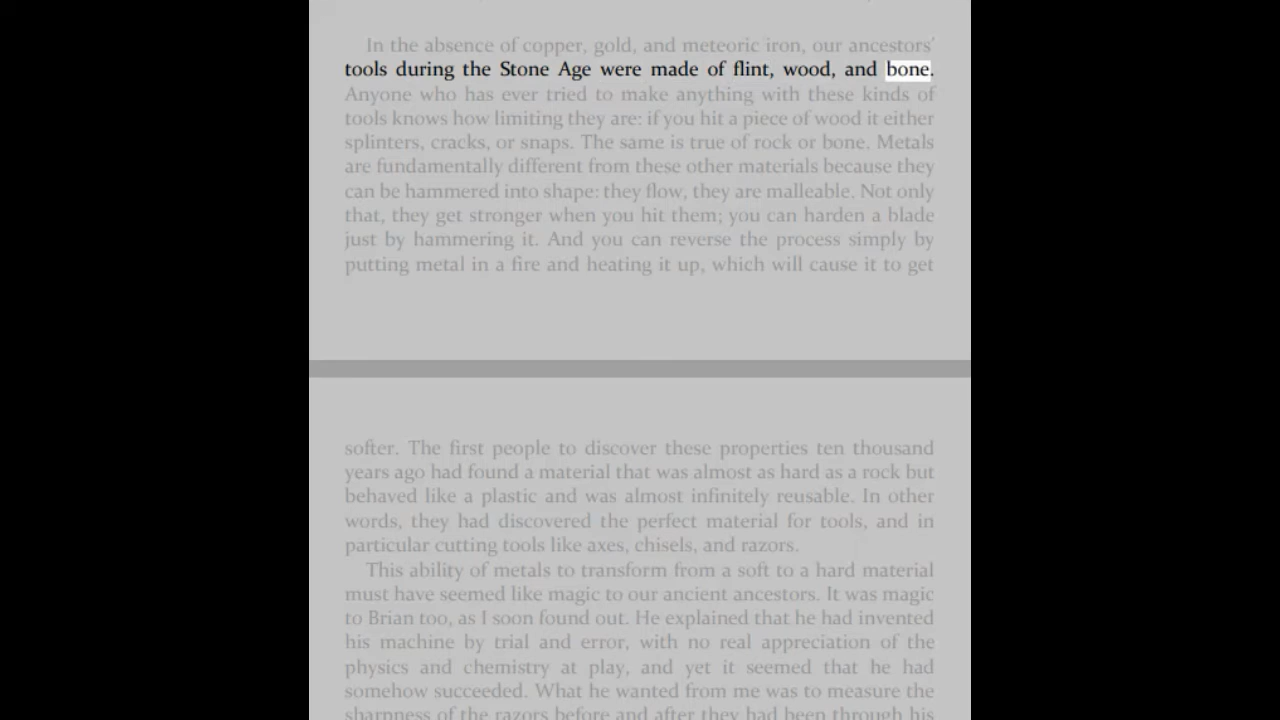 In the absence of copper, gold, and meteoric iron, our ancestors'
tools during the Stone Age were made of flint, wood, and bone.
Anyone who has ever tried to make anything with these kinds of
tools knows how limiting they are: if you hit a piece of wood it either
splinters, cracks, or snaps. The same is true of rock or bone. Metals
are fundamentally different from these other materials because they
can be hammered into shape: they flow, they are malleable. Not only
that, they get stronger when you hit them; you can harden a blade
just by hammering it. And you can reverse the process simply by
putting metal in a fire and heating it up, which will cause it to get
softer. The first people to discover these properties ten thousand
years ago had found a material that was almost as hard as a rock but
behaved like a plastic and was almost infinitely reusable. In other
words, they had discovered the perfect material for tools, and in
particular cutting tools like axes, chisels, and razors.
This ability of metals to transform from a soft to a hard material
must have seemed like magic to our ancient ancestors. It was magic
to Brian too, as I soon found out. He explained that he had invented
his machine by trial and error, with no real appreciation of the
physics and chemistry at play, and yet it seemed that he had
somehow succeeded. What he wanted from me was to measure the
sharpness of the razors before and after they had been through his